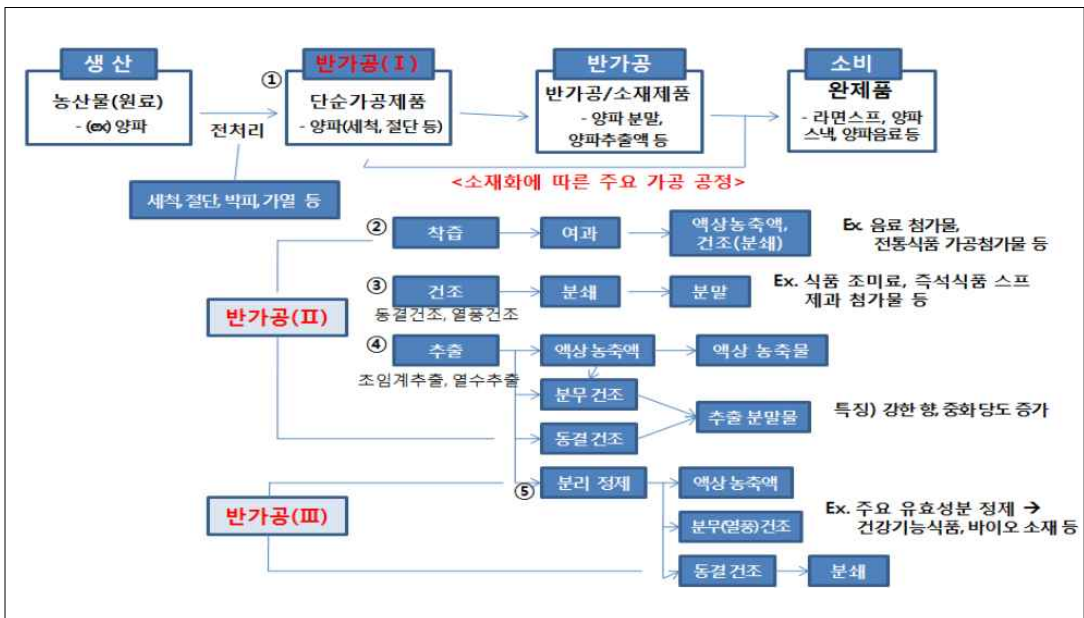 생 산
반가공(Ⅰ)
반가공
소비
①
농산물(원료)
- (ex) 양파
전처리
단순가공제품
- 양파(세척, 절단 등)
반가공/소재제품
- 양파 분말,
양파추출액 등
완제품
- 라면스프, 양파
스낵, 양파음료 등
세척, 절단, 박피, 가열 등
<소재화에 따른 주요 가공 공정>
②
착즙
여과
액상농축액,
건조(분쇄)
Ex. 음료 첨가물,
전통식품 가공첨가물 등
③
건조
분쇄
분말
Ex. 식품 조미료, 즉석식품 스프
제과 첨가물 등
동결건조, 열풍건조
반가공(Ⅱ)
④
추출
액상 농축액
액상 농축물
초임계추출, 열수추출
분무 건조
추출 분말물
특징) 강한 향, 중화 당도 증가
동결 건조
⑤
분리 정제
액상 농축액
반가공(Ⅲ)
분무(열풍)건조
Ex. 주요 유효성분 정제 →
건강기능식품, 바이오 소재 등
동결 건조
분쇄